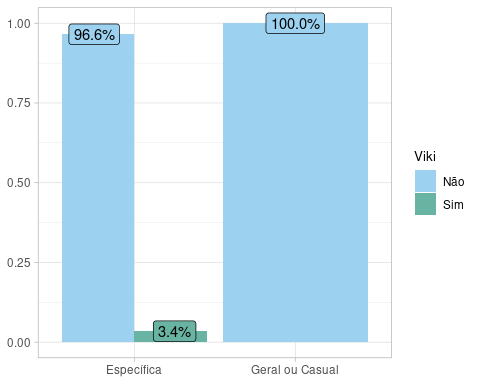 1.00
0.75
0.50
0.25
0.00
96.6%
3.4%
100.0%
Específica
Geral ou Casual
Viki
Não
Sim